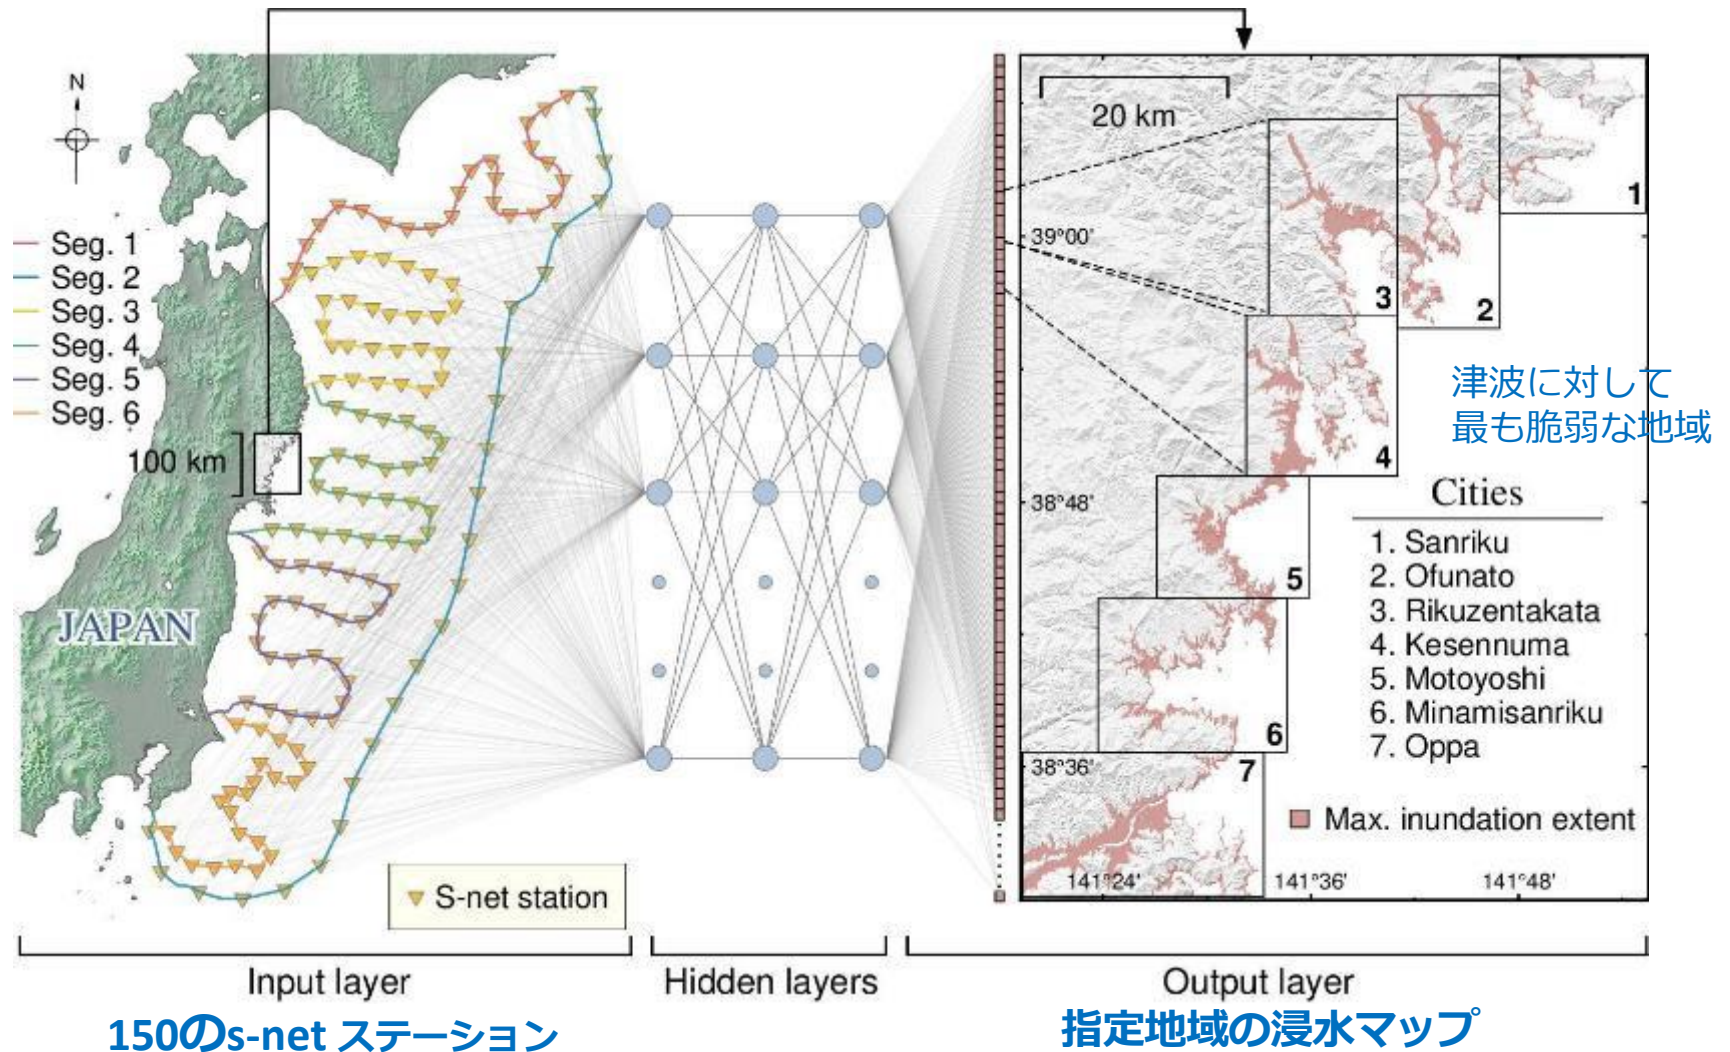 N
Seg. 1
Seg. 2
Seg. 3
Seg. 4
Seg. 5
Seg. 6
100 km
JAPAN
S-net station
20 km
39°00'
38°48'
38°36'
141°24'
141°36'
141°48'
1
2
3
4
5
6
7
津波に対して
最も脆弱な地域
Cities
1. Sanriku
2. Ofunato
3. Rikuzentakata
4. Kesennuma
5. Motoyoshi
6. Minamisanriku
7. Oppa
Max. inundation extent
Input layer
Hidden layers
Output layer
150のs-net ステーション
指定地域の浸水マップ